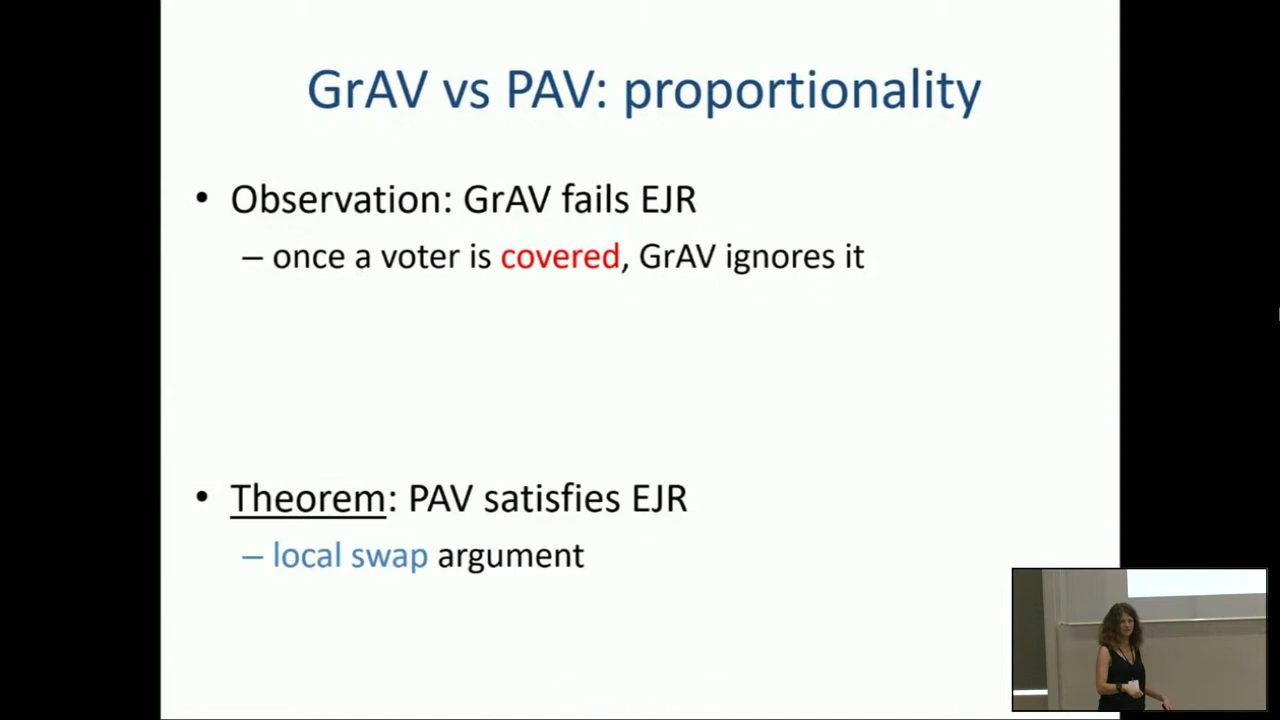 GrAV vs PAV: proportionality
• Observation: GrAV fails EJR
– once a voter is covered, GrAV ignores it
• Theorem: PAV satisfies EJR
– local swap argument